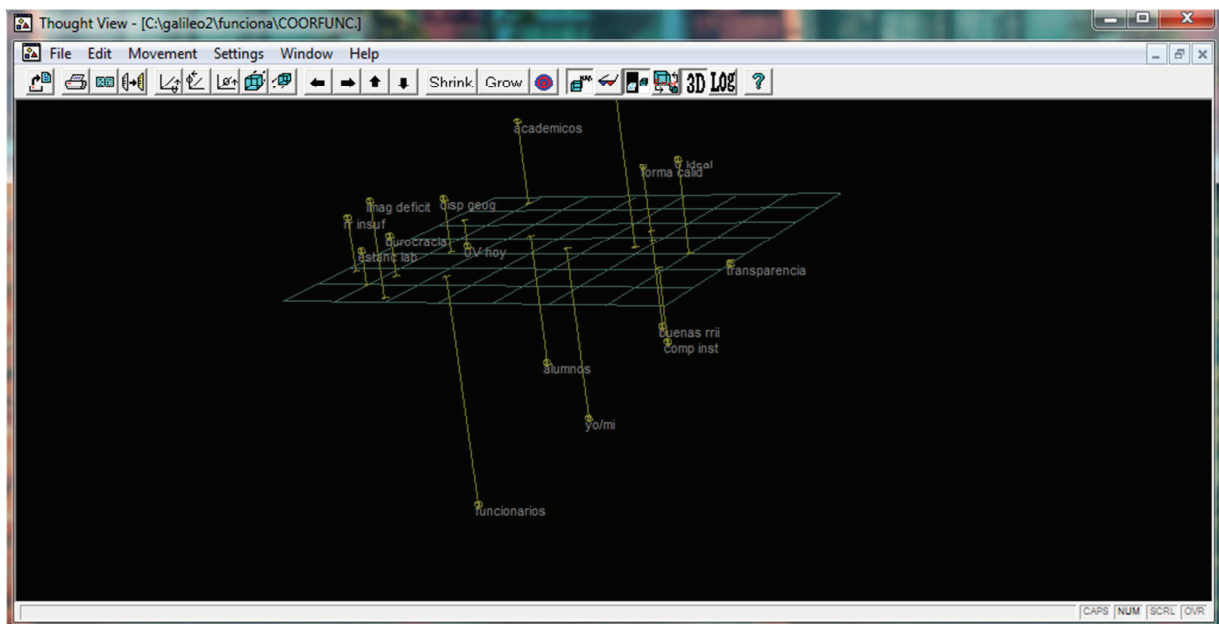 Thought View - [C:\galileo2\funciona\COORFUNC.]
File Edit Movement Settings Window Help
Shrink Grow 3D LOG ?
academicos
forma calid
Ideal
imag deficit
disp geog
insuf
burocracia
UV hoy
estanc lab
transparencia
buenas rrii
comp inst
alumnos
yo/mi
funcionarios
CAPS NUM SCRL OVR